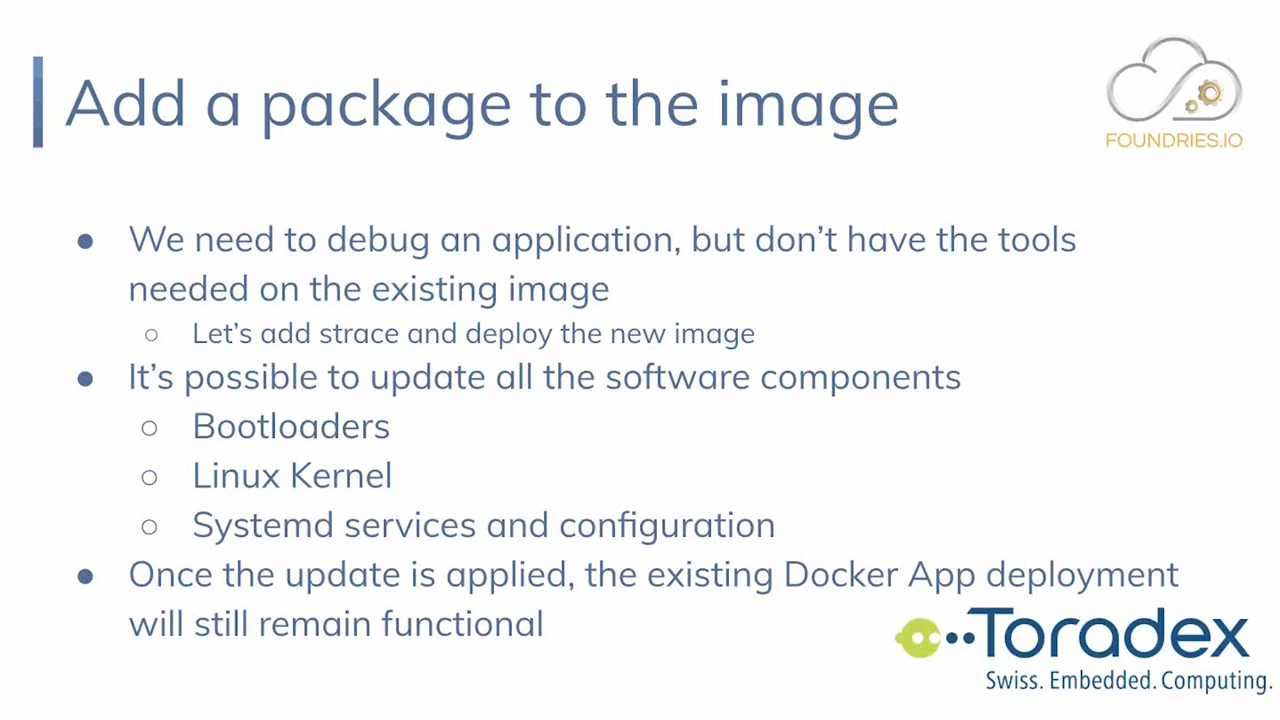 Add a package to the image
FOUNDRIES.IO
● We need to debug an application, but don’t have the tools
needed on the existing image
○ Let’s add strace and deploy the new image
● It’s possible to update all the software components
○ Bootloaders
○ Linux Kernel
○ Systemd services and configuration
● Once the update is applied, the existing Docker App deployment
will still remain functional
Toradex
Swiss. Embedded. Computing.